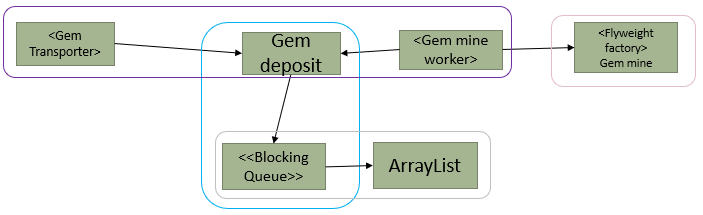 <Gem
Transporter>
Gem
deposit
<Gem mine
worker>
<Flyweight
factory>
Gem mine
<<Blocking
Queue>>
ArrayList